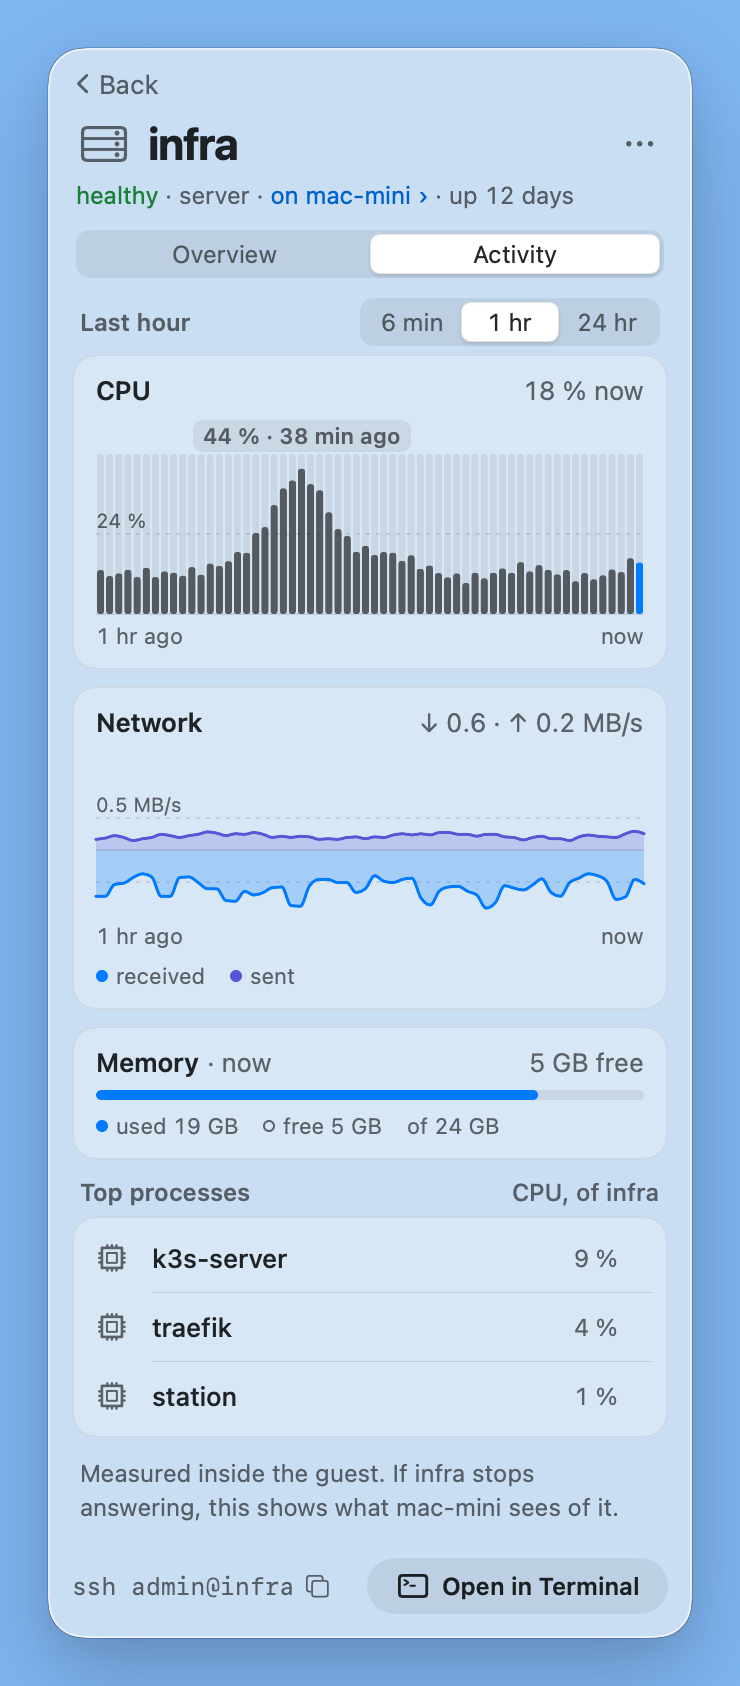 Back
infra
healthy · server · on mac-mini › · up 12 days
Overview Activity
Last hour 6 min 1 hr 24 hr
CPU 18 % now
44 % · 38 min ago
24 %
1 hr ago now
Network ↓ 0.6 · ↑ 0.2 MB/s
0.5 MB/s
1 hr ago now
received sent
Memory · now 5 GB free
used 19 GB free 5 GB of 24 GB
Top processes CPU, of infra
k3s-server 9 %
traefik 4 %
station 1 %
Measured inside the guest. If infra stops
answering, this shows what mac-mini sees of it.
ssh admin@infra Open in Terminal